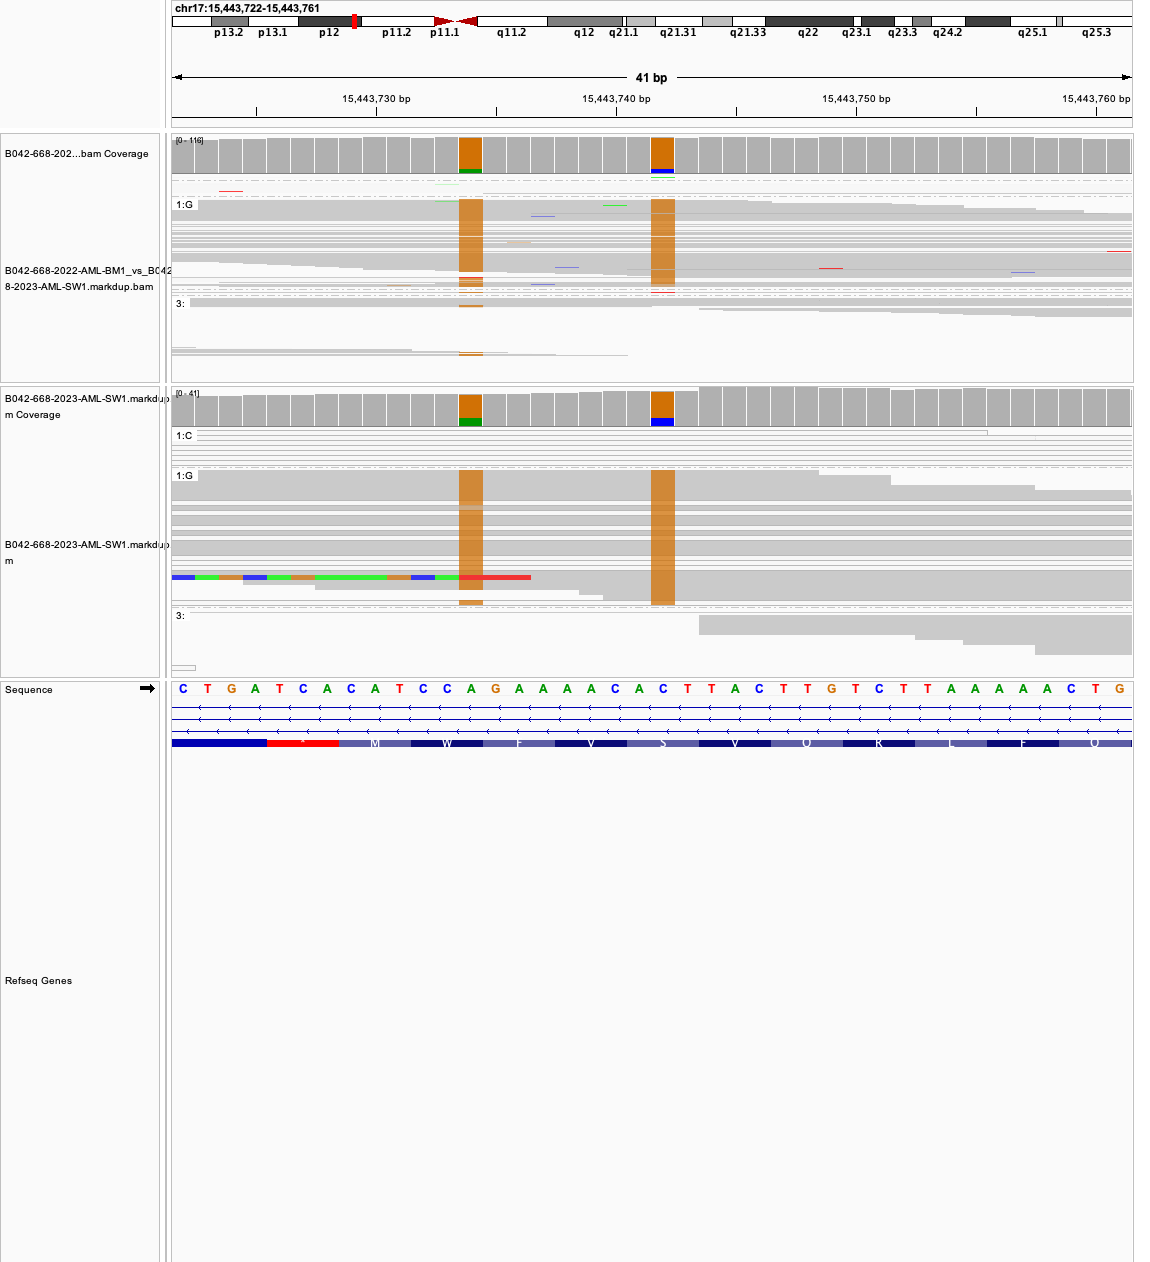 chr17:15,443,722-15,443,761
p13.2 p13.1 p12 p11.2 p11.1 q11.2 q12 q21.1 q21.31 q21.33 q22 q23.1 q23.3 q24.2 q25.1 q25.3
41 bp
15,443,730 bp 15,443,740 bp 15,443,750 bp 15,443,760 bp
[0 - 116]
B042-668-202...bam Coverage
1:G
B042-668-2022-AML-BM1_vs_B042
8-2023-AML-SW1.markdup.bam
3:
[0 - 41]
B042-668-2023-AML-SW1.markdup
m Coverage
1:C
1:G
B042-668-2023-AML-SW1.markdup
m
3:
Sequence C T G A T C A C A T C C A G A A A A C A C T T A C T T G T C T T A A A A A C T G
M W F V S V Q R L F Q
Refseq Genes